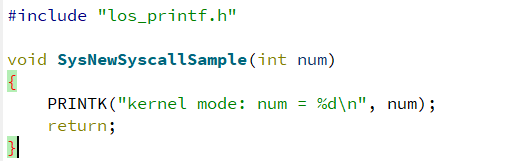 #include "los_printf.h"
void SysNewSyscallSample(int num)
{
    PRINTK("kernel mode: num = %d\n", num);
    return;
}